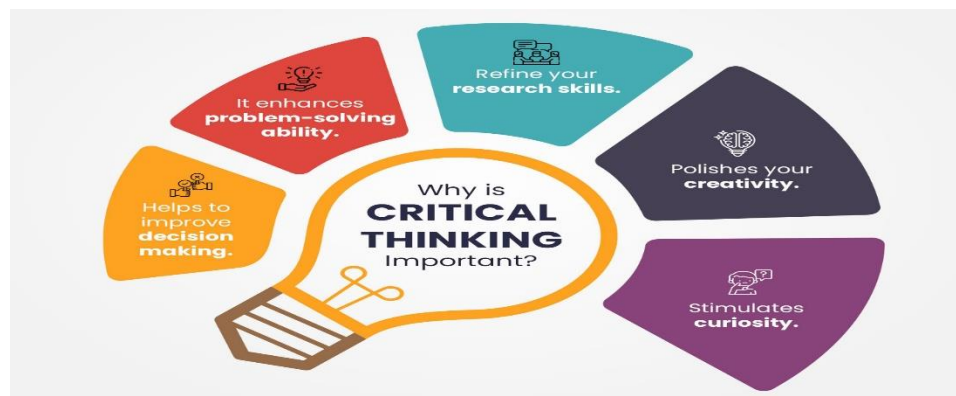 Why is
CRITICAL
THINKING
Important?
Helps to
improve
decision
making.
It enhances
problem-solving
ability.
Refine your
research skills.
Polishes your
creativity.
Stimulates
curiosity.